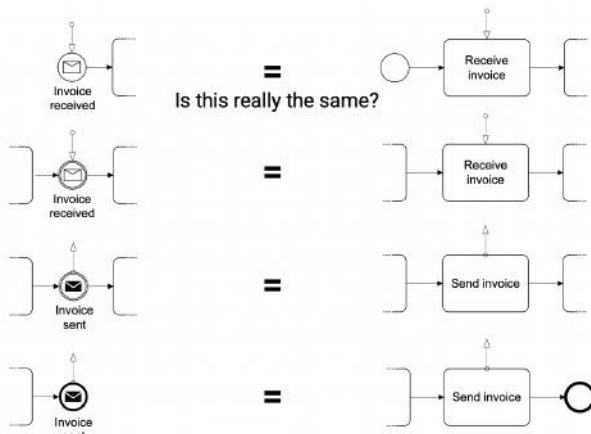 Invoice
received
=
Receive
invoice
Is this really the same?
Invoice
received
=
Receive
invoice
Invoice
sent
=
Send invoice
=
Send invoice
Invoice